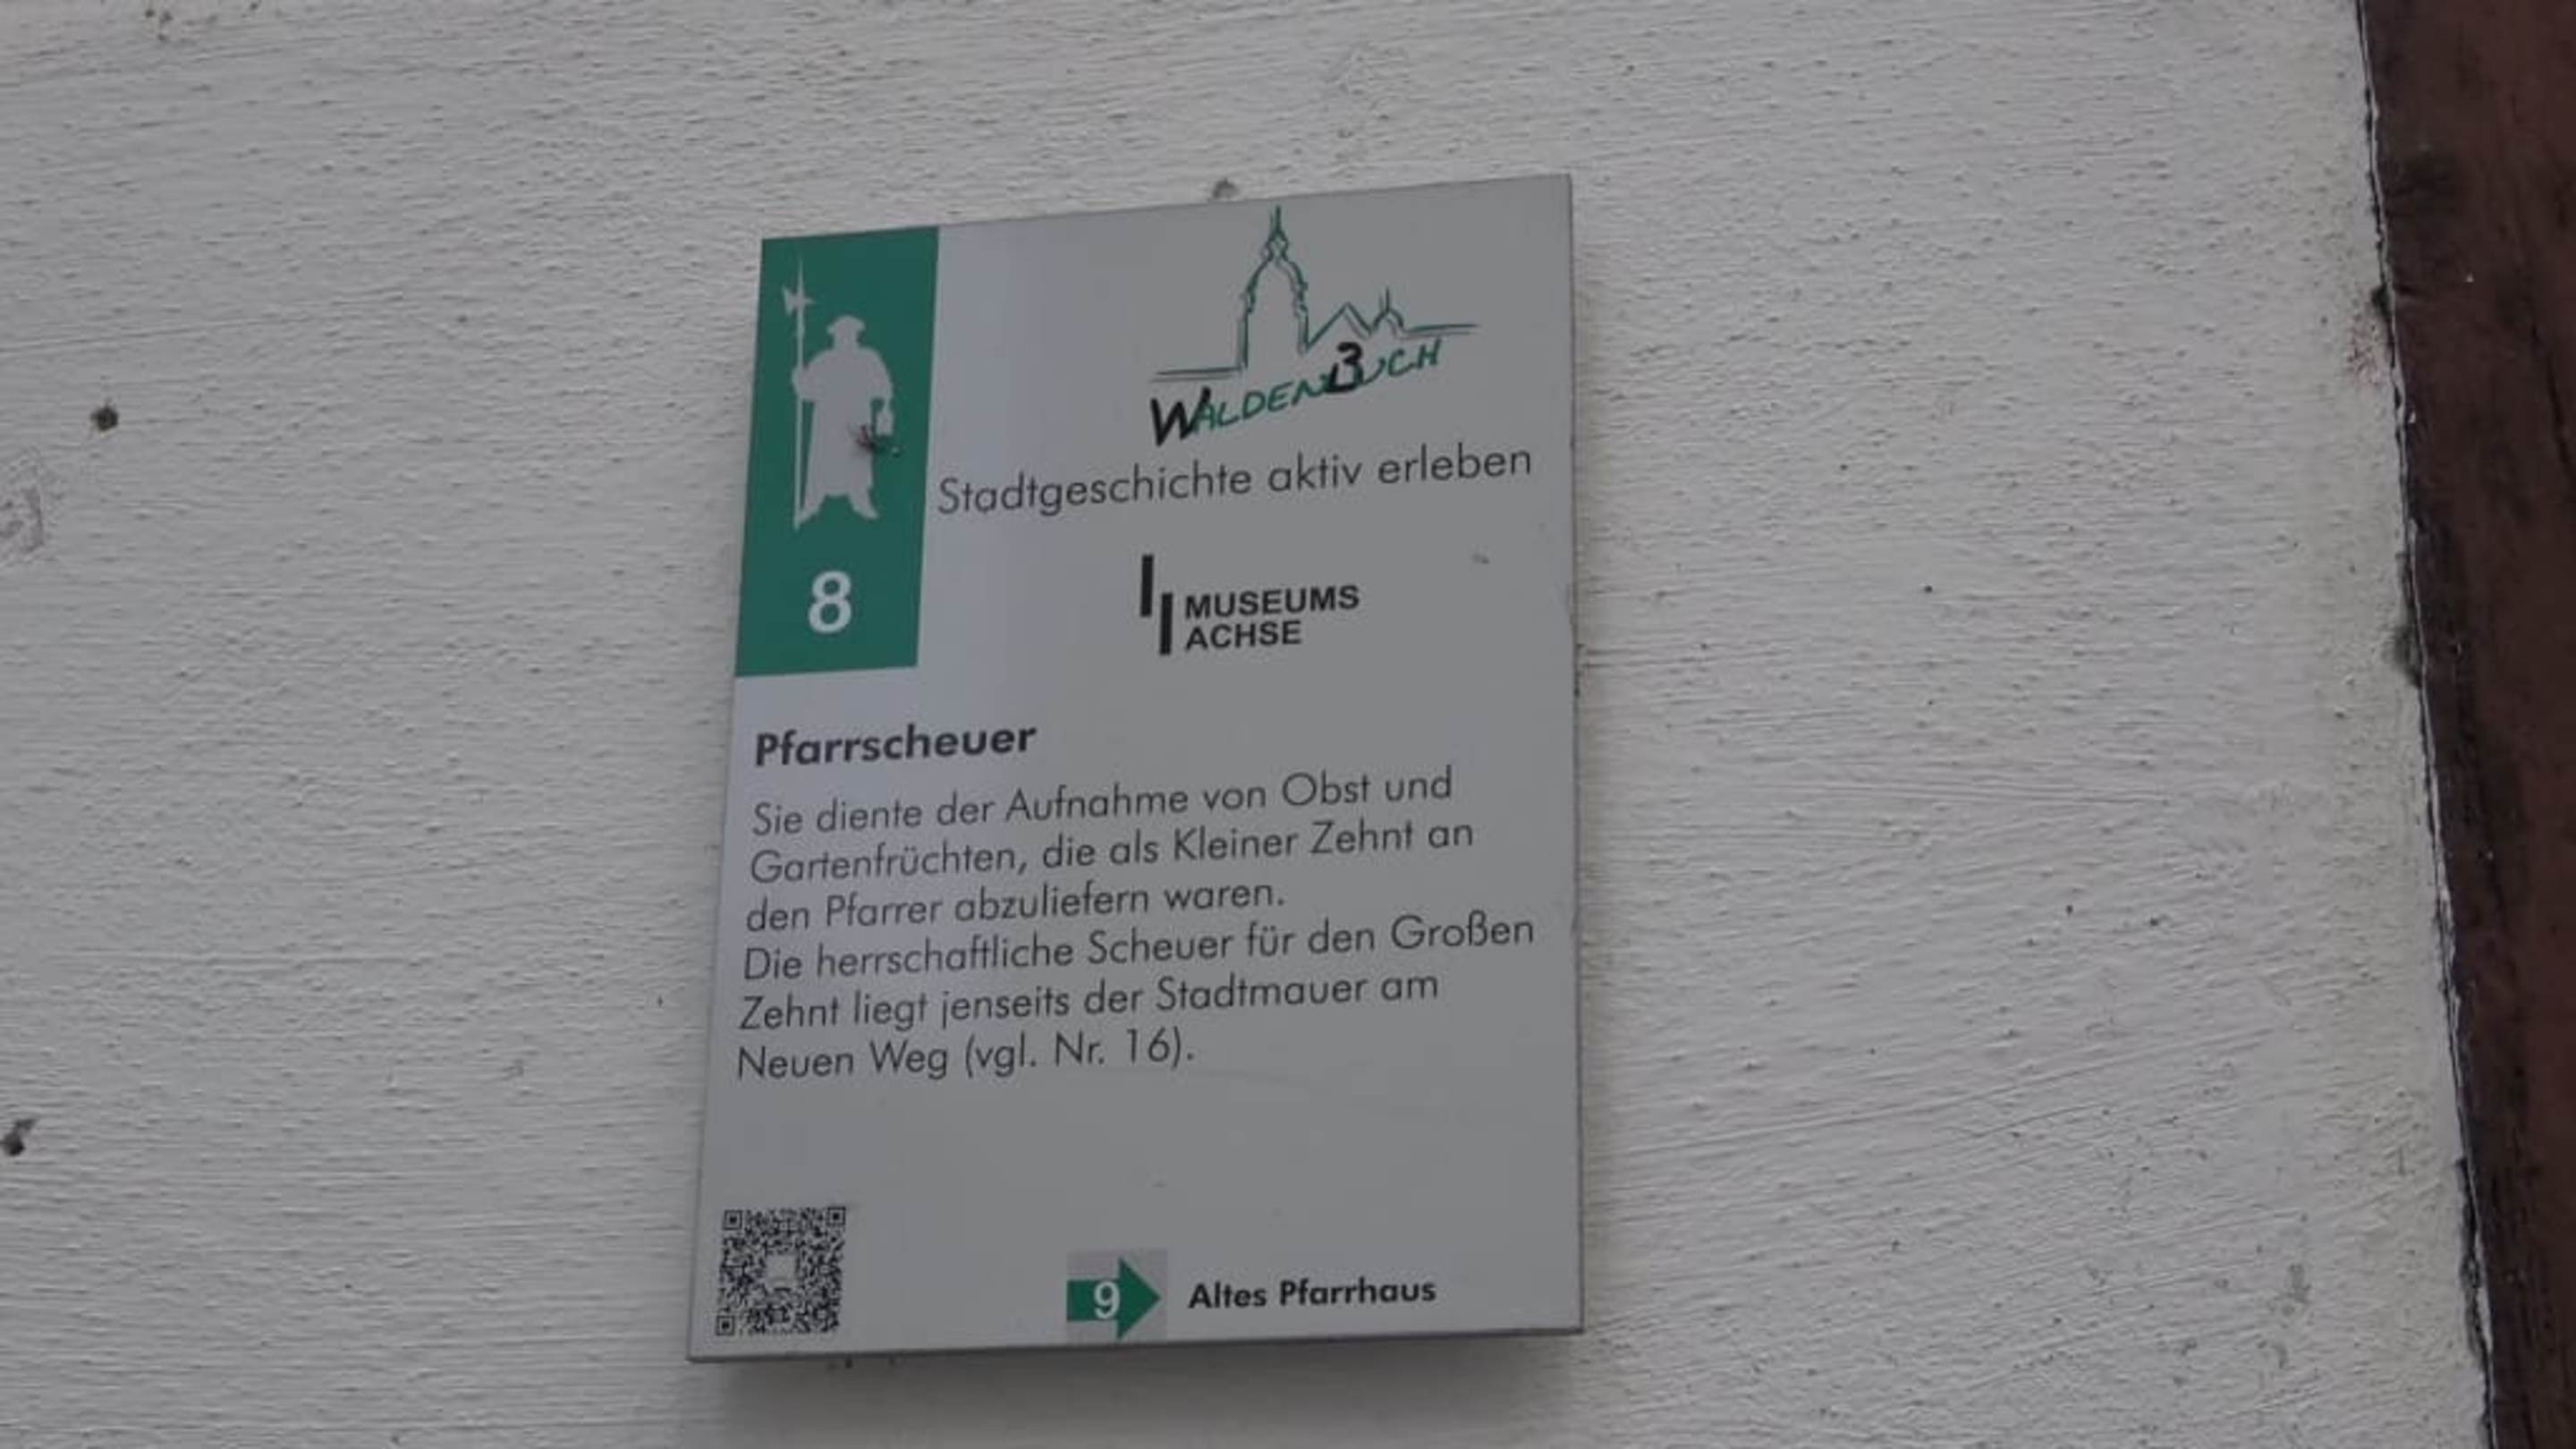 WALDENBUCH
Stadtgeschichte aktiv erleben
8
MUSEUMS
ACHSE
Pfarrscheuer
Sie diente der Aufnahme von Obst und
Gartenfrüchten, die als Kleiner Zehnt an
den Pfarrer abzuliefern waren.
Die herrschaftliche Scheuer für den Großen
Zehnt liegt jenseits der Stadtmauer am
Neuen Weg (vgl. Nr. 16).
9 Altes Pfarrhaus